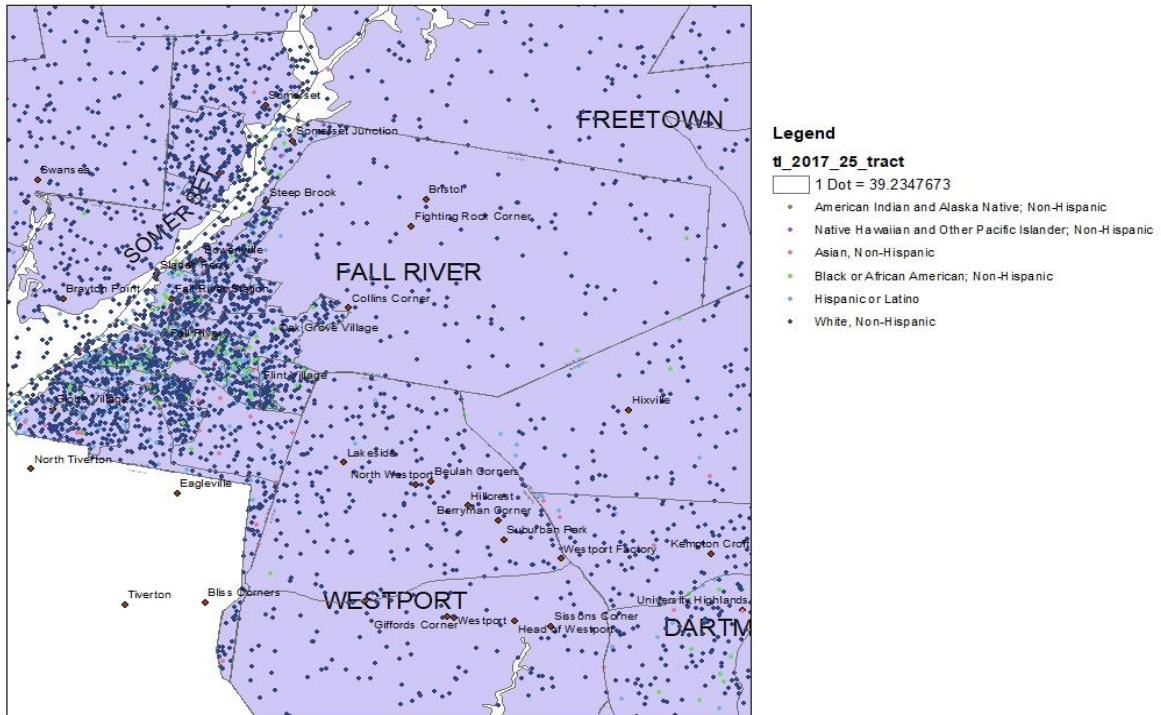 Somerset
FREETOWN
Somerset Junction
Swansea
SOMERSET
Steep Brook
Bristol
Fighting Rock Corner
Bowenville
Slades Ferry
FALL RIVER
Brayton Point
Fall River Station
Collins Corner
Fall River
Oak Grove Village
Flint Village
Globe Village
Hixville
North Tiverton
Lakeside
Eagleville
North Westport
Beulah Corners
Hillcrest
Berryman Corner
Suburban Park
Westport Factory
Kempton Croft
Tiverton
Bliss Corners
WESTPORT
University Highlands
Giffords Corner
Westport
Sissons Corner
Head of Westport
DARTM
Legend
tl_2017_25_tract
1 Dot = 39.2347673
American Indian and Alaska Native; Non-Hispanic
Native Hawaiian and Other Pacific Islander; Non-Hispanic
Asian, Non-Hispanic
Black or African American; Non-Hispanic
Hispanic or Latino
White, Non-Hispanic